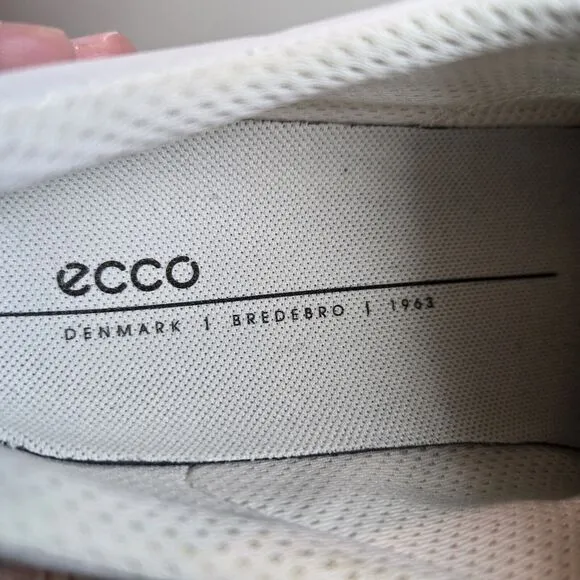 ecco
DENMARK | BREDEBRO | 1963